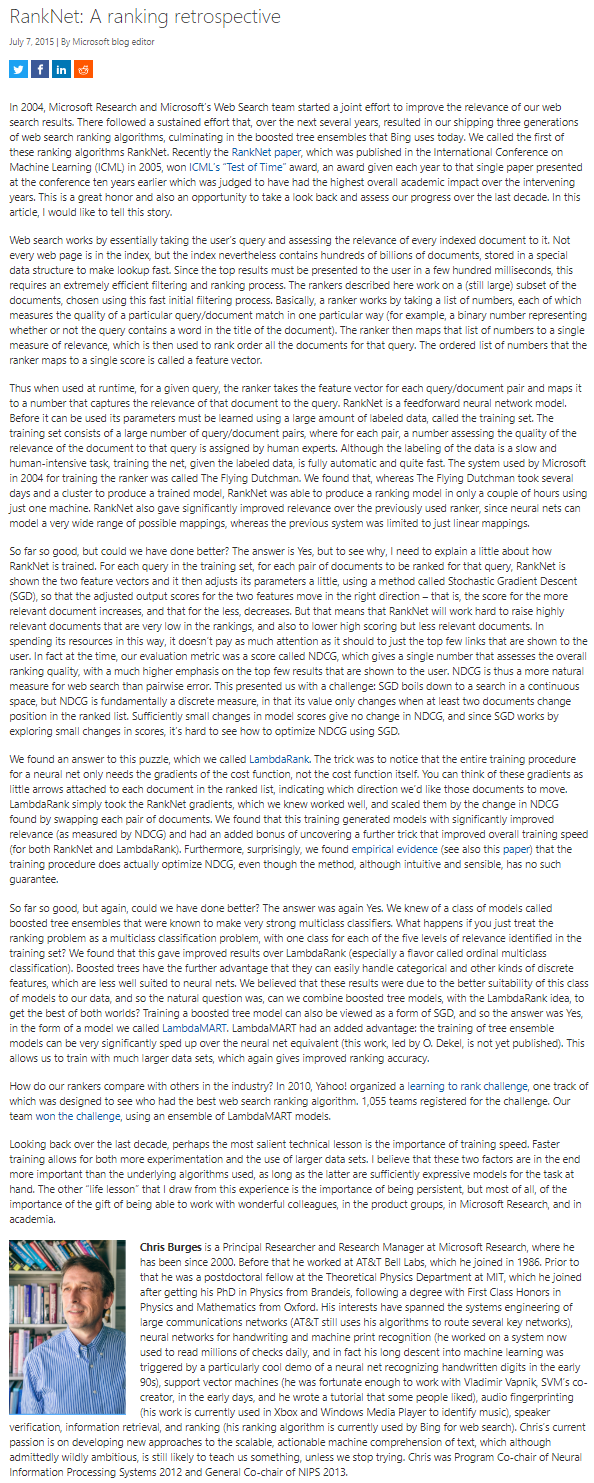 RankNet: A ranking retrospective
July 7, 2015 | By Microsoft blog editor
In 2004, Microsoft Research and Microsoft's Web Search team started a joint effort to improve the relevance of our web
search results. There followed a sustained effort that, over the next several years, resulted in our shipping three generations
of web search ranking algorithms, culminating in the boosted tree ensembles that Bing uses today. We called the first of
these ranking algorithms RankNet. Recently the RankNet paper, which was published in the International Conference on
Machine Learning (ICML) in 2005, won ICML's "Test of Time" award, an award given each year to that single paper presented
at the conference ten years earlier which was judged to have had the highest overall academic impact over the intervening
years. This is a great honor and also an opportunity to take a look back and assess our progress over the last decade. In this
article, I would like to tell this story.
Web search works by essentially taking the user's query and assessing the relevance of every indexed document to it. Not
every web page is in the index, but the index nevertheless contains hundreds of billions of documents, stored in a special
data structure to make lookup fast. Since the top results must be presented to the user in a few hundred milliseconds, this
requires an extremely efficient filtering and ranking process. The rankers described here work on a (still large) subset of the
documents, chosen using this fast initial filtering process. Basically, a ranker works by taking a list of numbers, each of which
measures the quality of a particular query/document match in one particular way (for example, a binary number representing
whether or not the query contains a word in the title of the document). The ranker then maps that list of numbers to a single
measure of relevance, which is then used to rank order all the documents for that query. The ordered list of numbers that the
ranker maps to a single score is called a feature vector.
Thus when used at runtime, for a given query, the ranker takes the feature vector for each query/document pair and maps it
to a number that captures the relevance of that document to the query. RankNet is a feedforward neural network model.
Before it can be used its parameters must be learned using a large amount of labeled data, called the training set. The
training set consists of a large number of query/document pairs, where for each pair, a number assessing the quality of the
relevance of the document to that query is assigned by human experts. Although the labeling of the data is a slow and
human-intensive task, training the net, given the labeled data, is fully automatic and quite fast. The system used by Microsoft
in 2004 for training the ranker was called The Flying Dutchman. We found that, whereas The Flying Dutchman took several
days and a cluster to produce a trained model, RankNet was able to produce a ranking model in only a couple of hours using
just one machine. RankNet also gave significantly improved relevance over the previously used ranker, since neural nets can
model a very wide range of possible mappings, whereas the previous system was limited to just linear mappings.
So far so good, but could we have done better? The answer is Yes, but to see why, I need to explain a little about how
RankNet is trained. For each query in the training set, for each pair of documents to be ranked for that query, RankNet is
shown the two feature vectors and it then adjusts its parameters a little, using a method called Stochastic Gradient Descent
(SGD), so that the adjusted output scores for the two features move in the right direction – that is, the score for the more
relevant document increases, and that for the less, decreases. But that means that RankNet will work hard to raise highly
relevant documents that are very low in the rankings, and also to lower high scoring but less relevant documents. In
spending its resources in this way, it doesn't pay as much attention as it should to just the top few links that are shown to the
user. In fact at the time, our evaluation metric was a score called NDCG, which gives a single number that assesses the overall
ranking quality, with a much higher emphasis on the top few results that are shown to the user. NDCG is thus a more natural
measure for web search than pairwise error. This presented us with a challenge: SGD boils down to a search in a continuous
space, but NDCG is fundamentally a discrete measure, in that its value only changes when at least two documents change
position in the ranked list. Sufficiently small changes in model scores give no change in NDCG, and since SGD works by
exploring small changes in scores, it's hard to see how to optimize NDCG using SGD.
We found an answer to this puzzle, which we called LambdaRank. The trick was to notice that the entire training procedure
for a neural net only needs the gradients of the cost function, not the cost function itself. You can think of these gradients as
little arrows attached to each document in the ranked list, indicating which direction we'd like those documents to move.
LambdaRank simply took the RankNet gradients, which we knew worked well, and scaled them by the change in NDCG
found by swapping each pair of documents. We found that this training generated models with significantly improved
relevance (as measured by NDCG) and had an added bonus of uncovering a further trick that improved overall training speed
(for both RankNet and LambdaRank). Furthermore, surprisingly, we found empirical evidence (see also this paper) that the
training procedure does actually optimize NDCG, even though the method, although intuitive and sensible, has no such
guarantee.
So far so good, but again, could we have done better? The answer was again Yes. We knew of a class of models called
boosted tree ensembles that were known to make very strong multiclass classifiers. What happens if you just treat the
ranking problem as a multiclass classification problem, with one class for each of the five levels of relevance identified in the
training set? We found that this gave improved results over LambdaRank (especially a flavor called ordinal multiclass
classification). Boosted trees have the further advantage that they can easily handle categorical and other kinds of discrete
features, which are less well suited to neural nets. We believed that these results were due to the better suitability of this class
of models to our data, and so the natural question was, can we combine boosted tree models, with the LambdaRank idea, to
get the best of both worlds? Training a boosted tree model can also be viewed as a form of SGD, and so the answer was Yes,
in the form of a model we called LambdaMART. LambdaMART had an added advantage: the training of tree ensemble
models can be very significantly sped up over the neural net equivalent (this work, led by O. Dekel, is not yet published). This
allows us to train with much larger data sets, which again gives improved ranking accuracy.
How do our rankers compare with others in the industry? In 2010, Yahoo! organized a learning to rank challenge, one track of
which was designed to see who had the best web search ranking algorithm. 1,055 teams registered for the challenge. Our
team won the challenge, using an ensemble of LambdaMART models.
Looking back over the last decade, perhaps the most salient technical lesson is the importance of training speed. Faster
training allows for both more experimentation and the use of larger data sets. I believe that these two factors are in the end
more important than the underlying algorithms used, as long as the latter are sufficiently expressive models for the task at
hand. The other "life lesson" that I draw from this experience is the importance of being persistent, but most of all, of the
importance of the gift of being able to work with wonderful colleagues, in the product groups, in Microsoft Research, and in
academia.
Chris Burges is a Principal Researcher and Research Manager at Microsoft Research, where he
has been since 2000. Before that he worked at AT&T Bell Labs, which he joined in 1986. Prior to
that he was a postdoctoral fellow at the Theoretical Physics Department at MIT, which he joined
after getting his PhD in Physics from Brandeis, following a degree with First Class Honors in
Physics and Mathematics from Oxford. His interests have spanned the systems engineering of
large communications networks (AT&T still uses his algorithms to route several key networks),
neural networks for handwriting and machine print recognition (he worked on a system now
used to read millions of checks daily, and in fact his long descent into machine learning was
triggered by a particularly cool demo of a neural net recognizing handwritten digits in the early
90s), support vector machines (he was fortunate enough to work with Vladimir Vapnik, SVM's co-
creator, in the early days, and he wrote a tutorial that some people liked), audio fingerprinting
(his work is currently used in Xbox and Windows Media Player to identify music), speaker
verification, information retrieval, and ranking (his ranking algorithm is currently used by Bing for web search). Chris's current
passion is on developing new approaches to the scalable, actionable machine comprehension of text, which although
admittedly wildly ambitious, is still likely to teach us something, unless we stop trying. Chris was Program Co-chair of Neural
Information Processing Systems 2012 and General Co-chair of NIPS 2013.